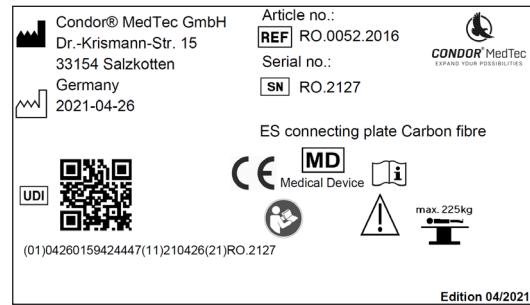 Condor® MedTec GmbH
Dr.-Krismann-Str. 15
33154 Salzkotten
Germany
2021-04-26
Article no.:
REF RO.0052.2016
Serial no.:
SN RO.2127
CONDOR® MedTec
EXPAND YOUR POSSIBILITIES
ES connecting plate Carbon fibre
CE MD
Medical Device
i
max. 225kg
UDI
(01)04260159424447(11)210426(21)RO.2127
Edition 04/2021